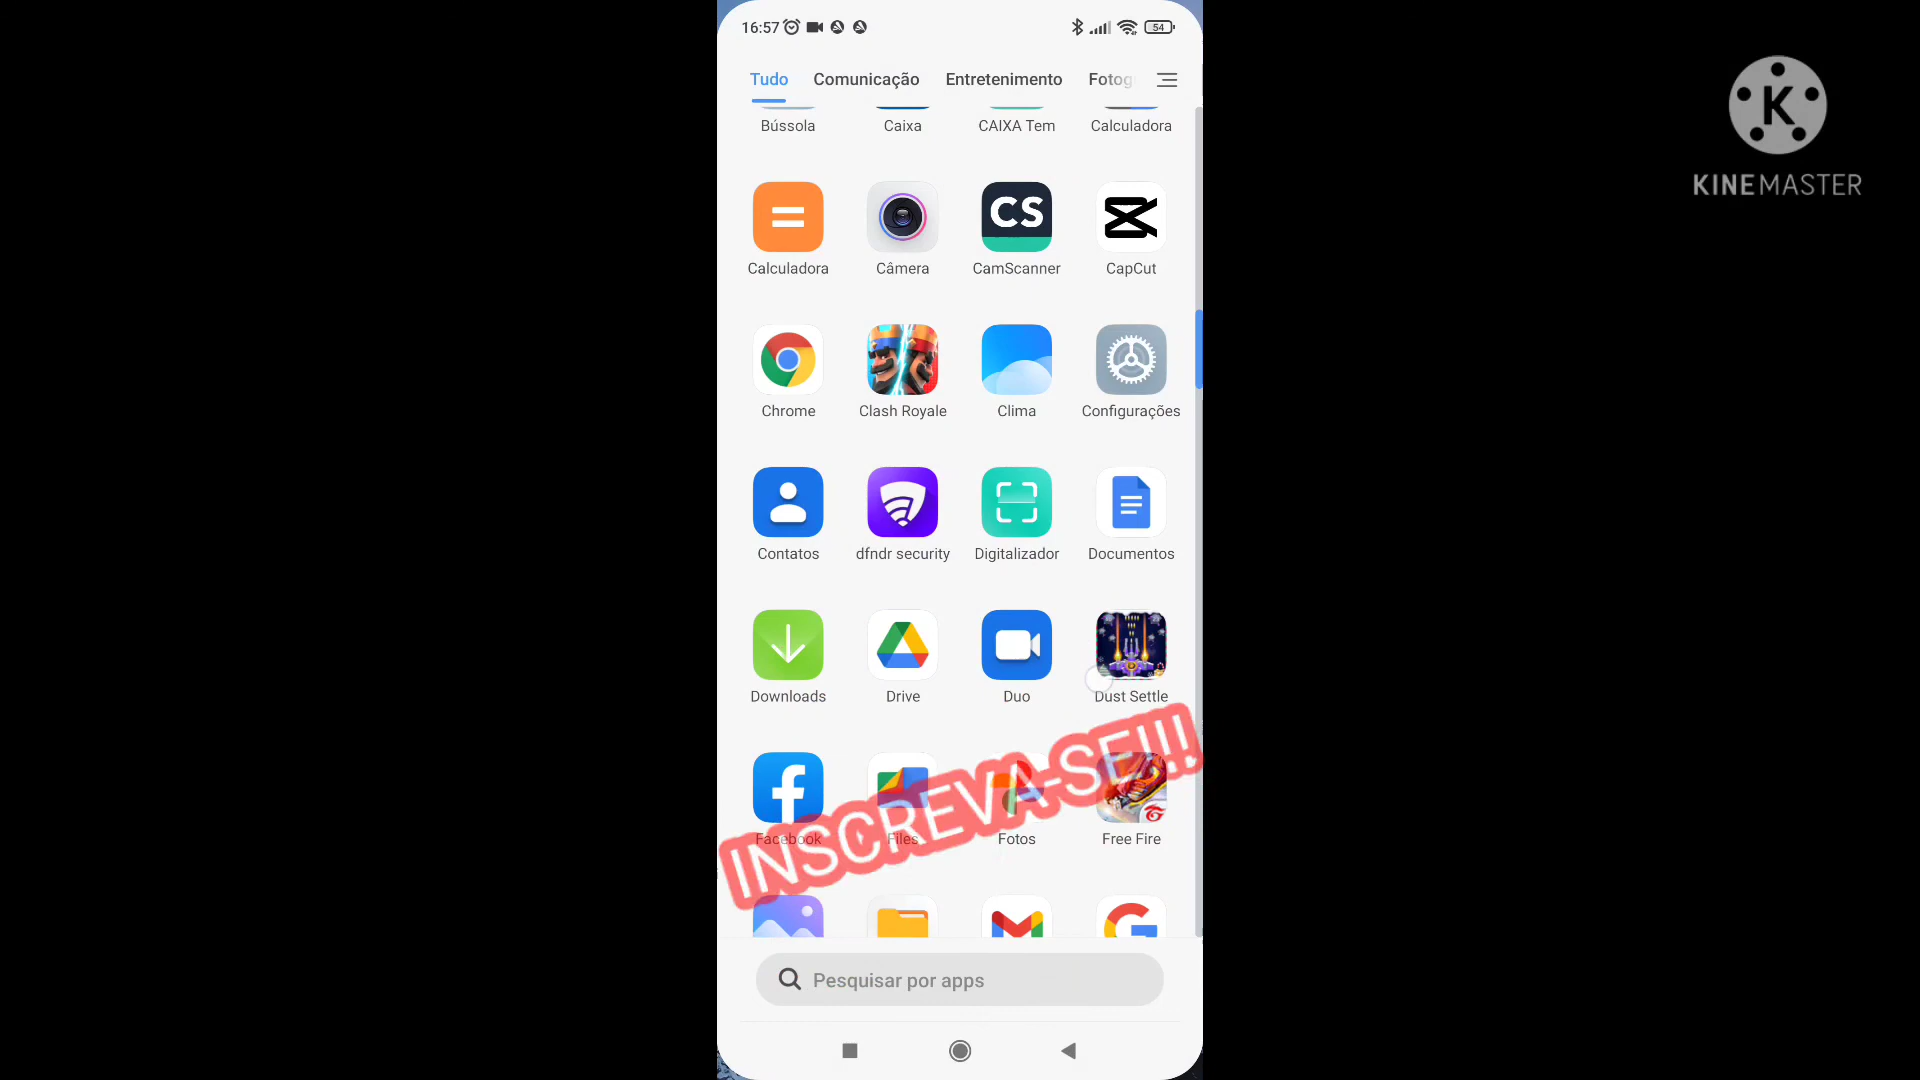 16:57
54
Tudo Comunicação Entretenimento Fotog
Bússola Caixa CAIXA Tem Calculadora
CS
Calculadora Câmera CamScanner CapCut
Chrome Clash Royale Clima Configurações
Contatos dfndr security Digitalizador Documentos
Downloads Drive Duo Dust Settle
INSCREVA-SE!!!
Facebook Files Fotos Free Fire
Pesquisar por apps
K
KINEMASTER